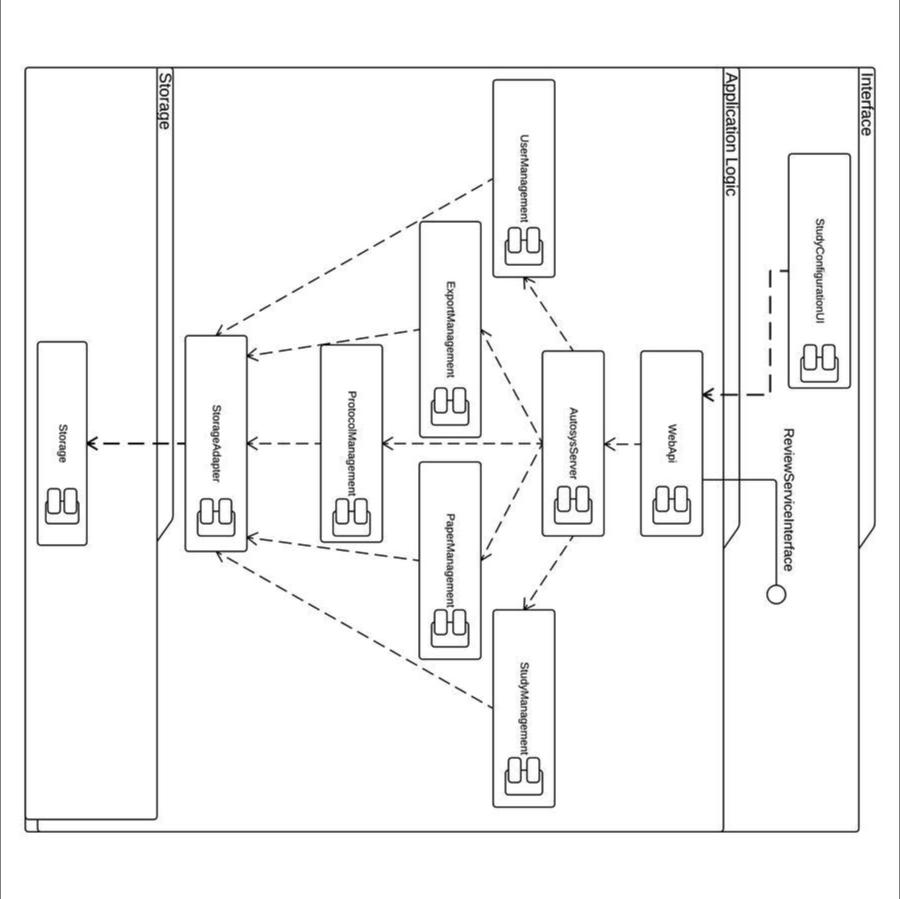 Interface
StudyConfigurationUI
ReviewServiceInterface
Application Logic
WebApi
AutosysServer
UserManagement
StudyManagement
ExportManagement
PaperManagement
ProtocolManagement
StorageAdapter
Storage
Storage